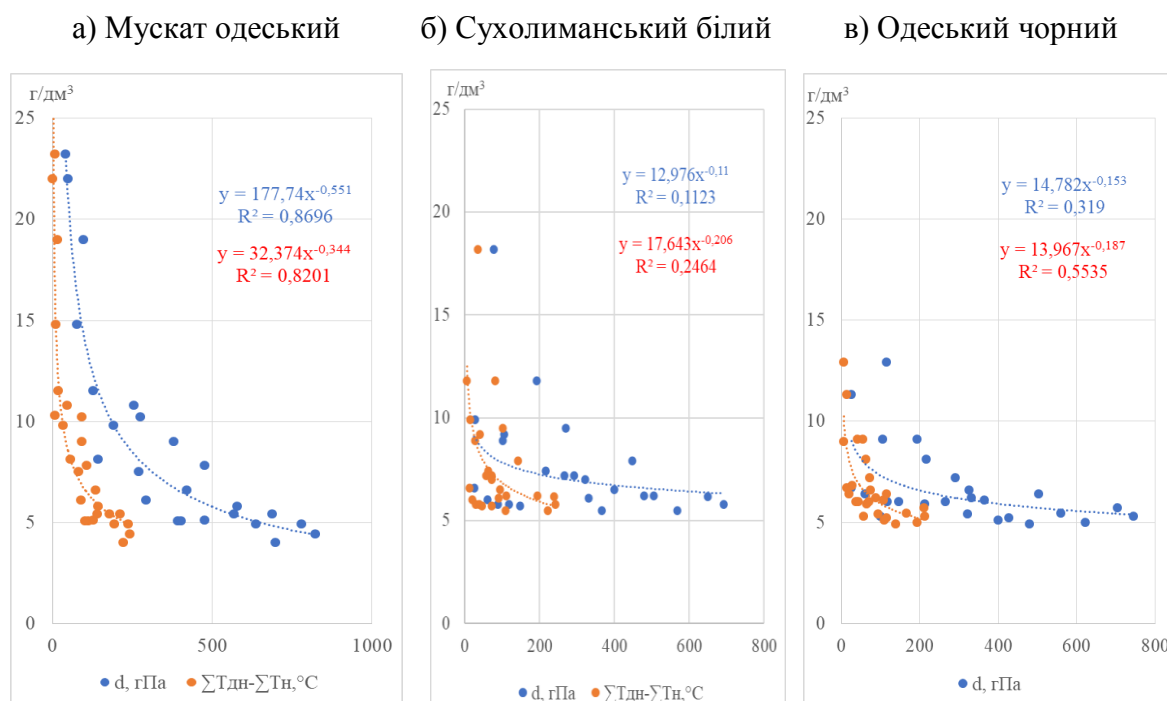 а) Мускат одеський
б) Сухолиманський білий
в) Одеський чорний
г/дм³
25
20
15
10
5
0
0
500
1000
y = 177,74x⁻⁰,⁵⁵¹
R² = 0,8696
y = 32,374x⁻⁰,³⁴⁴
R² = 0,8201
d, гПа
∑Тдн-∑Тн,°С
г/дм³
25
20
15
10
5
0
0
200
400
600
800
y = 12,976x⁻⁰,¹¹
R² = 0,1123
y = 17,643x⁻⁰,²⁰⁶
R² = 0,2464
d, гПа
∑Тдн-∑Тн,°С
г/дм³
25
20
15
10
5
0
0
200
400
600
800
y = 14,782x⁻⁰,¹⁵³
R² = 0,319
y = 13,967x⁻⁰,¹⁸⁷
R² = 0,5535
d, гПа